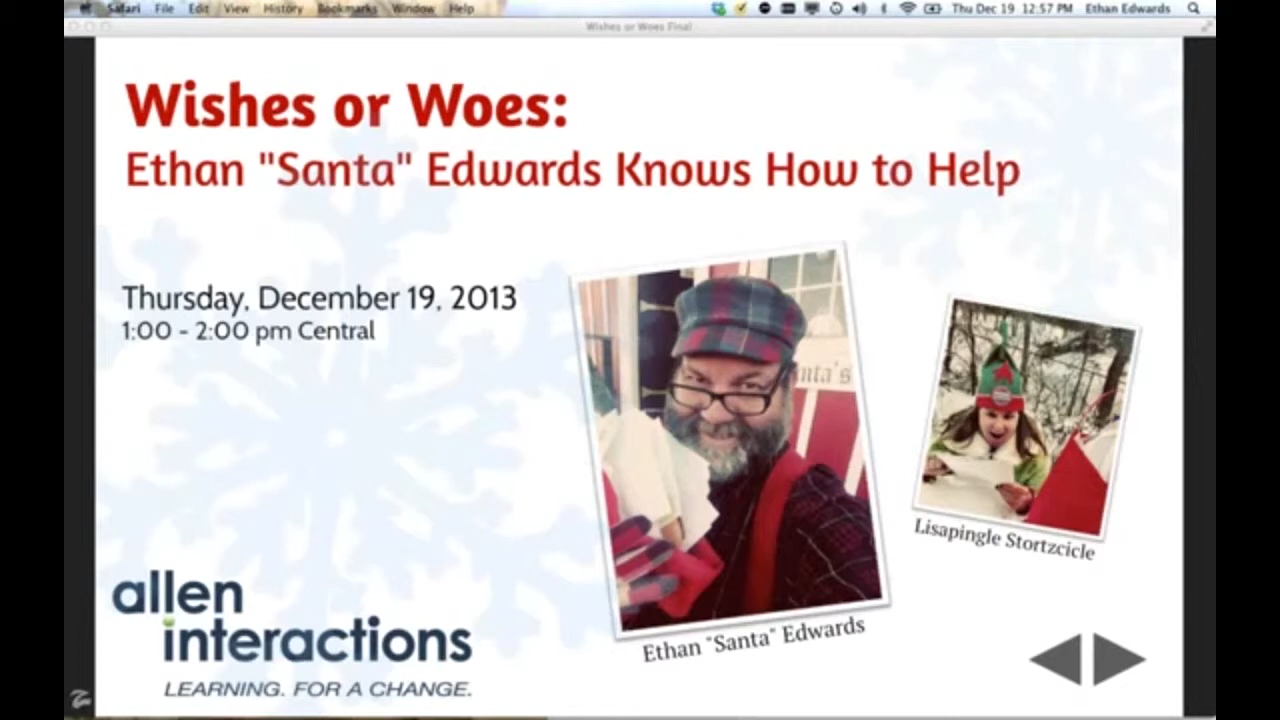 Safari File Edit View History Bookmarks Window Help Thu Dec 19 12:57 PM Ethan Edwards
Wishes or Woes Final
Wishes or Woes:
Ethan "Santa" Edwards Knows How to Help
Thursday, December 19, 2013
1:00 - 2:00 pm Central
nta's
Ethan "Santa" Edwards
Lisapingle Stortzcicle
allen
interactions
LEARNING. FOR A CHANGE.